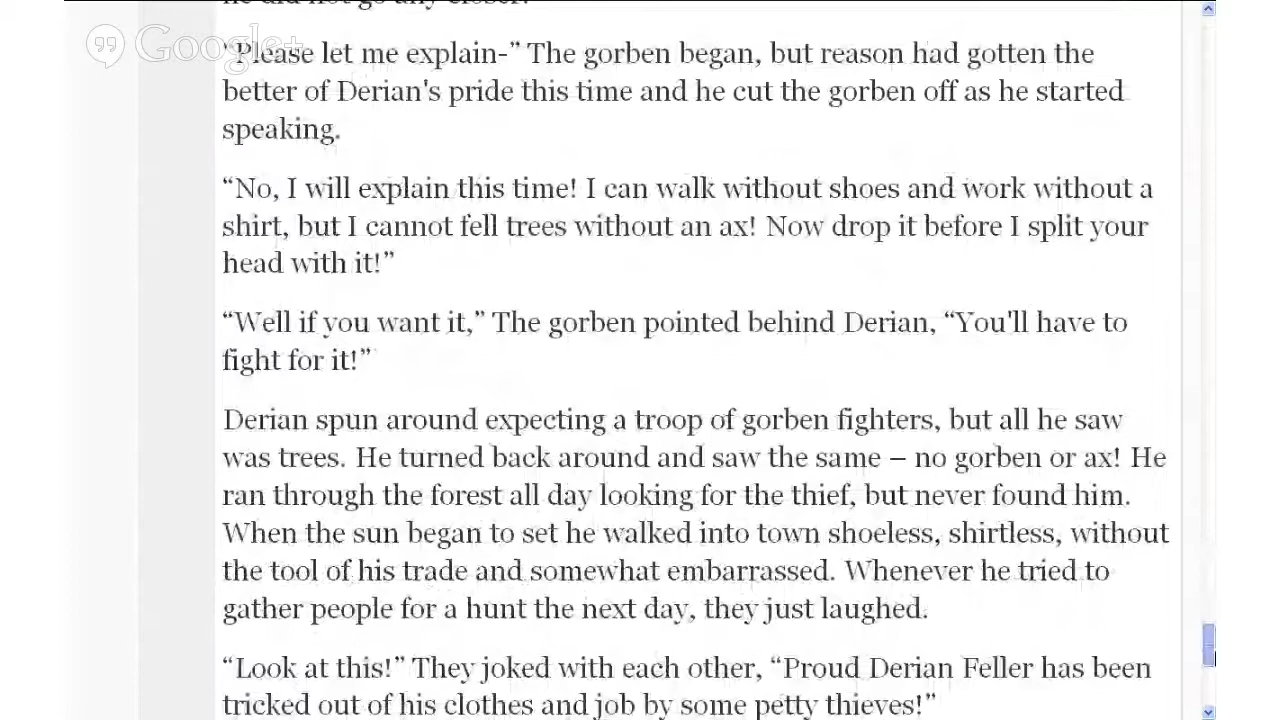 Google+
“Please let me explain-” The gorben began, but reason had gotten the
better of Derian's pride this time and he cut the gorben off as he started
speaking.
“No, I will explain this time! I can walk without shoes and work without a
shirt, but I cannot fell trees without an ax! Now drop it before I split your
head with it!”
“Well if you want it,” The gorben pointed behind Derian, “You'll have to
fight for it!”
Derian spun around expecting a troop of gorben fighters, but all he saw
was trees. He turned back around and saw the same – no gorben or ax! He
ran through the forest all day looking for the thief, but never found him.
When the sun began to set he walked into town shoeless, shirtless, without
the tool of his trade and somewhat embarrassed. Whenever he tried to
gather people for a hunt the next day, they just laughed.
“Look at this!” They joked with each other, “Proud Derian Feller has been
tricked out of his clothes and job by some petty thieves!”